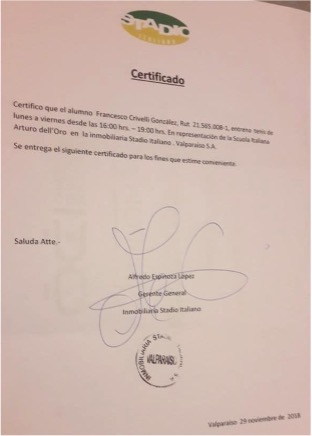 STADIO
ITALIANO
Certificado
Certifico que el alumno Francesco Crivelli González, Rut. 21.565.008-1, entrena tenis de
lunes a viernes desde las 16:00 hrs. – 19:00 hrs. En representación de la Scuola Italiana
Arturo dell'Oro en la inmobiliaria Stadio Italiano . Valparaíso S.A.
Se entrega el siguiente certificado para los fines que estime conveniente.
Saluda Atte.-
Alfredo Espinoza López
Gerente General
Inmobiliaria Stadio Italiano
INMOBILIARIA STADIO
VALPARAISO
Valparaíso 29 noviembre de 2018